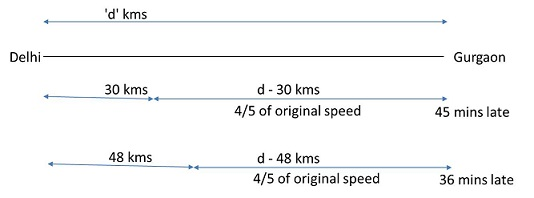 'd' kms
Delhi Gurgaon
30 kms d - 30 kms
4/5 of original speed 45 mins late
48 kms d - 48 kms
4/5 of original speed 36 mins late